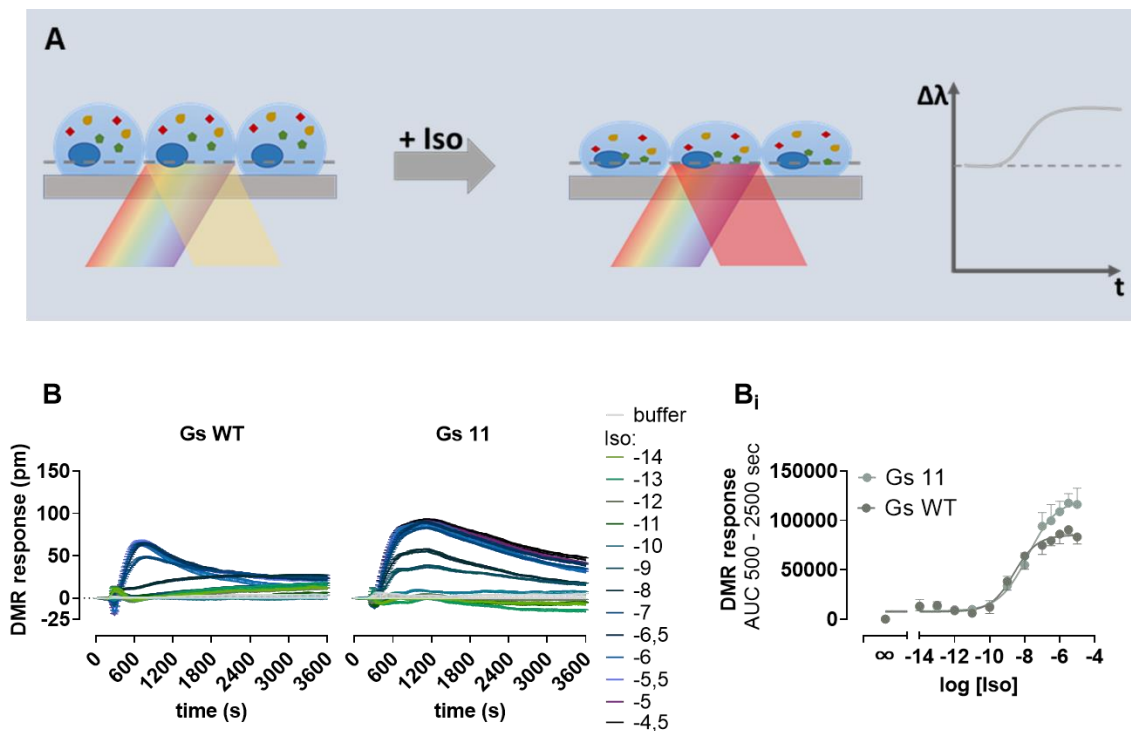 A
+ Iso
Δλ
t
B
Gs WT
Gs 11
DMR response (pm)
150
100
50
0
-25
0
600
1200
1800
2400
3000
3600
time (s)
0
600
1200
1800
2400
3000
3600
time (s)
buffer
Iso:
-14
-13
-12
-11
-10
-9
-8
-7
-6,5
-6
-5,5
-5
-4,5
Bi
DMR response
AUC 500 - 2500 sec
150000
100000
50000
0
Gs 11
Gs WT
∞ -14 -12 -10 -8 -6 -4
log [Iso]